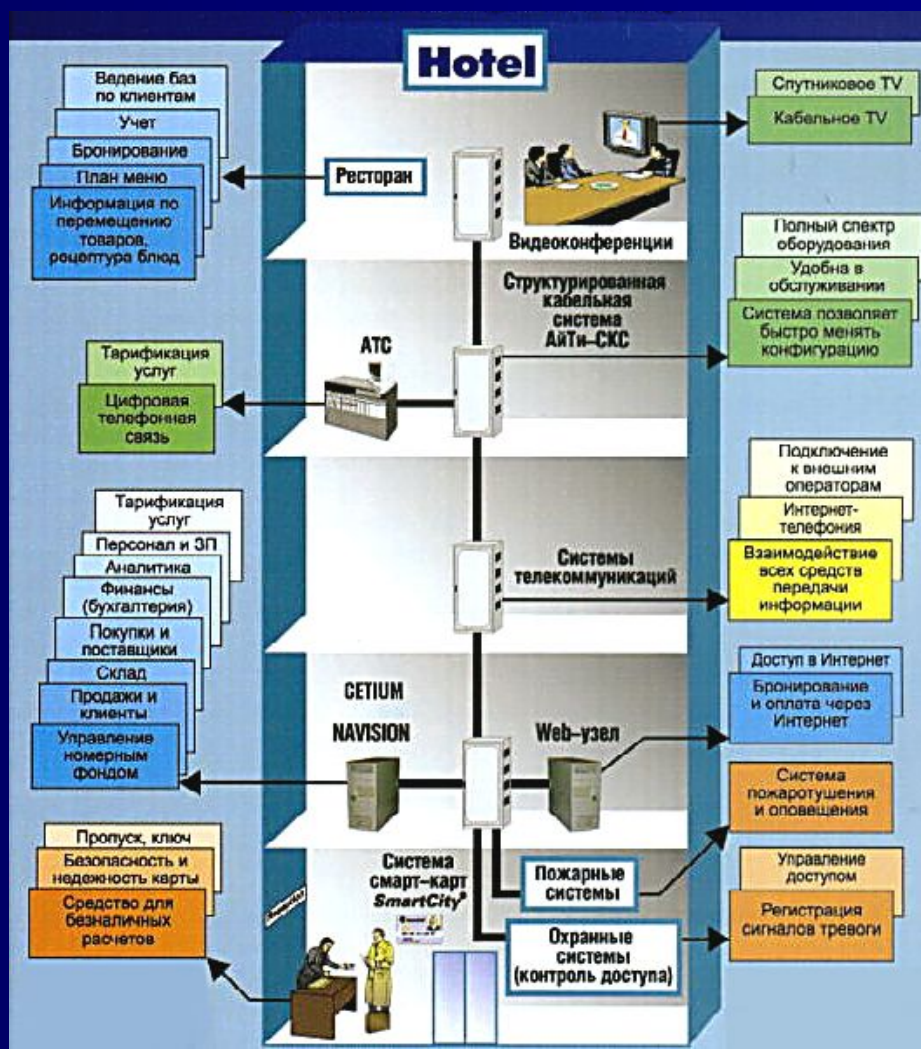 Hotel
Ведение баз
по клиентам
Учет
Бронирование
План меню
Информация по
перемещению
товаров,
рецептура блюд
Ресторан
Видеоконференции
Спутниковое TV
Кабельное TV
Структурированная
кабельная
система
АйТи–СКС
Полный спектр
оборудования
Удобна в
обслуживании
Система позволяет
быстро менять
конфигурацию
АТС
Тарификация
услуг
Цифровая
телефонная
связь
Системы
телекоммуникаций
Подключение
к внешним
операторам
Интернет-
телефония
Взаимодействие
всех средств
передачи
информации
Тарификация
услуг
Персонал и ЗП
Аналитика
Финансы
(бухгалтерия)
Покупки и
поставщики
Склад
Продажи и
клиенты
Управление
номерным
фондом
CETIUM
NAVISION
Web–узел
Доступ в Интернет
Бронирование
и оплата через
Интернет
Система
пожаротушения
и оповещения
Пожарные
системы
Пропуск, ключ
Безопасность и
надежность карты
Средство для
безналичных
расчетов
Система
смарт–карт
SmartCity
Охранные
системы
(контроль доступа)
Управление
доступом
Регистрация
сигналов тревоги